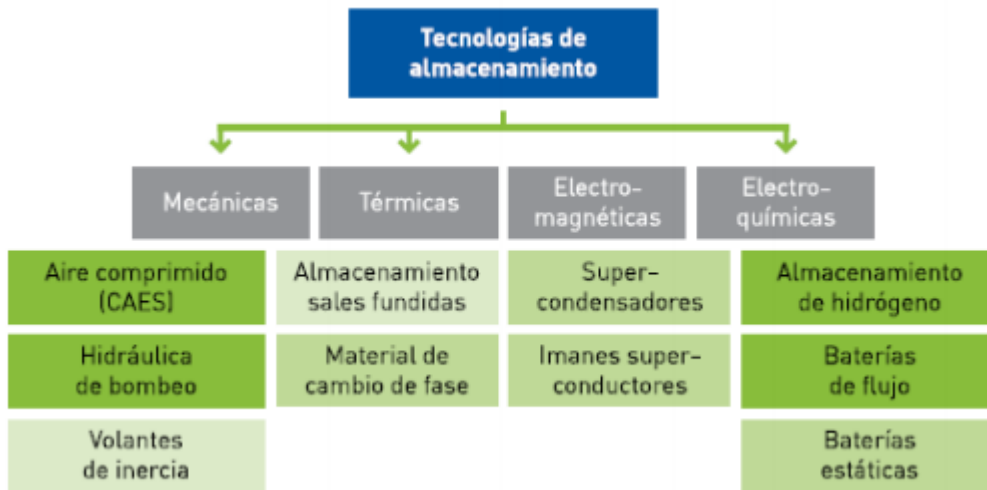 Tecnologías de
almacenamiento
Mecánicas
Térmicas
Electro-
magnéticas
Electro-
químicas
Aire comprimido
(CAES)
Almacenamiento
sales fundidas
Super-
condensadores
Almacenamiento
de hidrógeno
Hidráulica
de bombeo
Material de
cambio de fase
Imanes super-
conductores
Baterías
de flujo
Volantes
de inercia
Baterías
estáticas